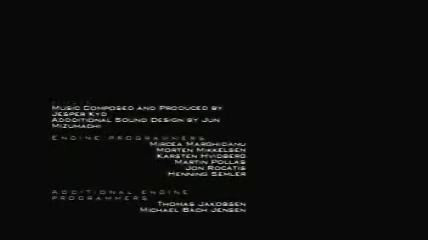 Music Composed and Produced by
Jesper Kyd
Addditional Sound Design by Jun
Mizumachi
Engine programmers
Mircea Marghidanu
Morten Mikkelsen
Karsten Hvidberg
Martin Pollas
Jon Rocatis
Henning Semler
Additional engine
programmers
Thomas Jakobsen
Michael Bach Jensen